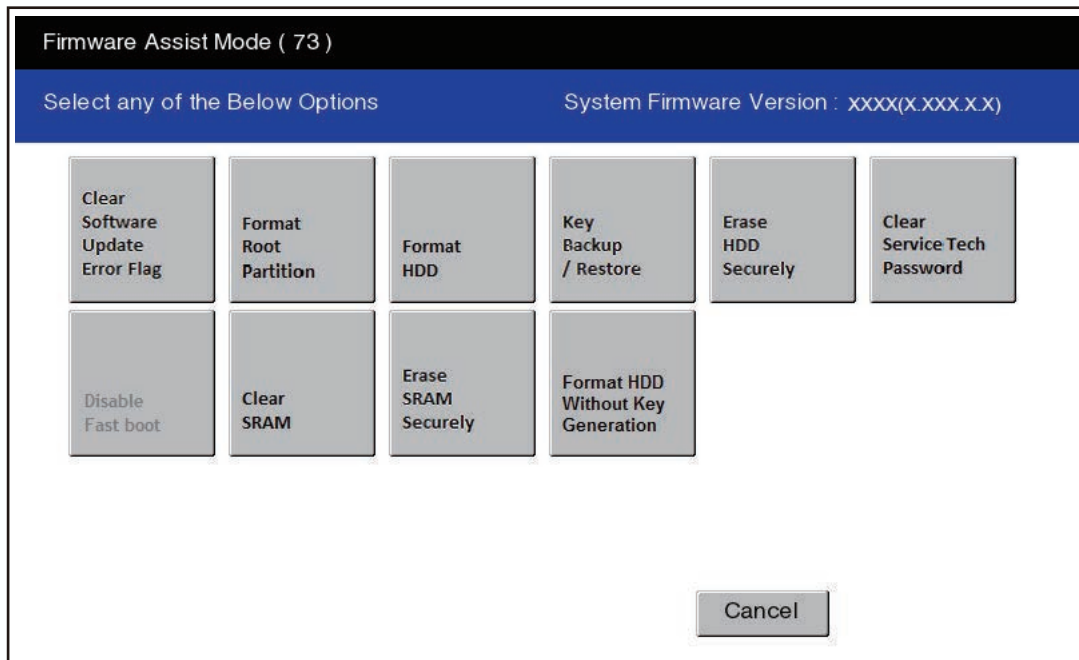 Firmware Assist Mode ( 73 )
Select any of the Below Options
System Firmware Version : XXXX(X.XXX.X.X)
Clear
Software
Update
Error Flag
Format
Root
Partition
Format
HDD
Key
Backup
/ Restore
Erase
HDD
Securely
Clear
Service Tech
Password
Disable
Fast boot
Clear
SRAM
Erase
SRAM
Securely
Format HDD
Without Key
Generation
Cancel